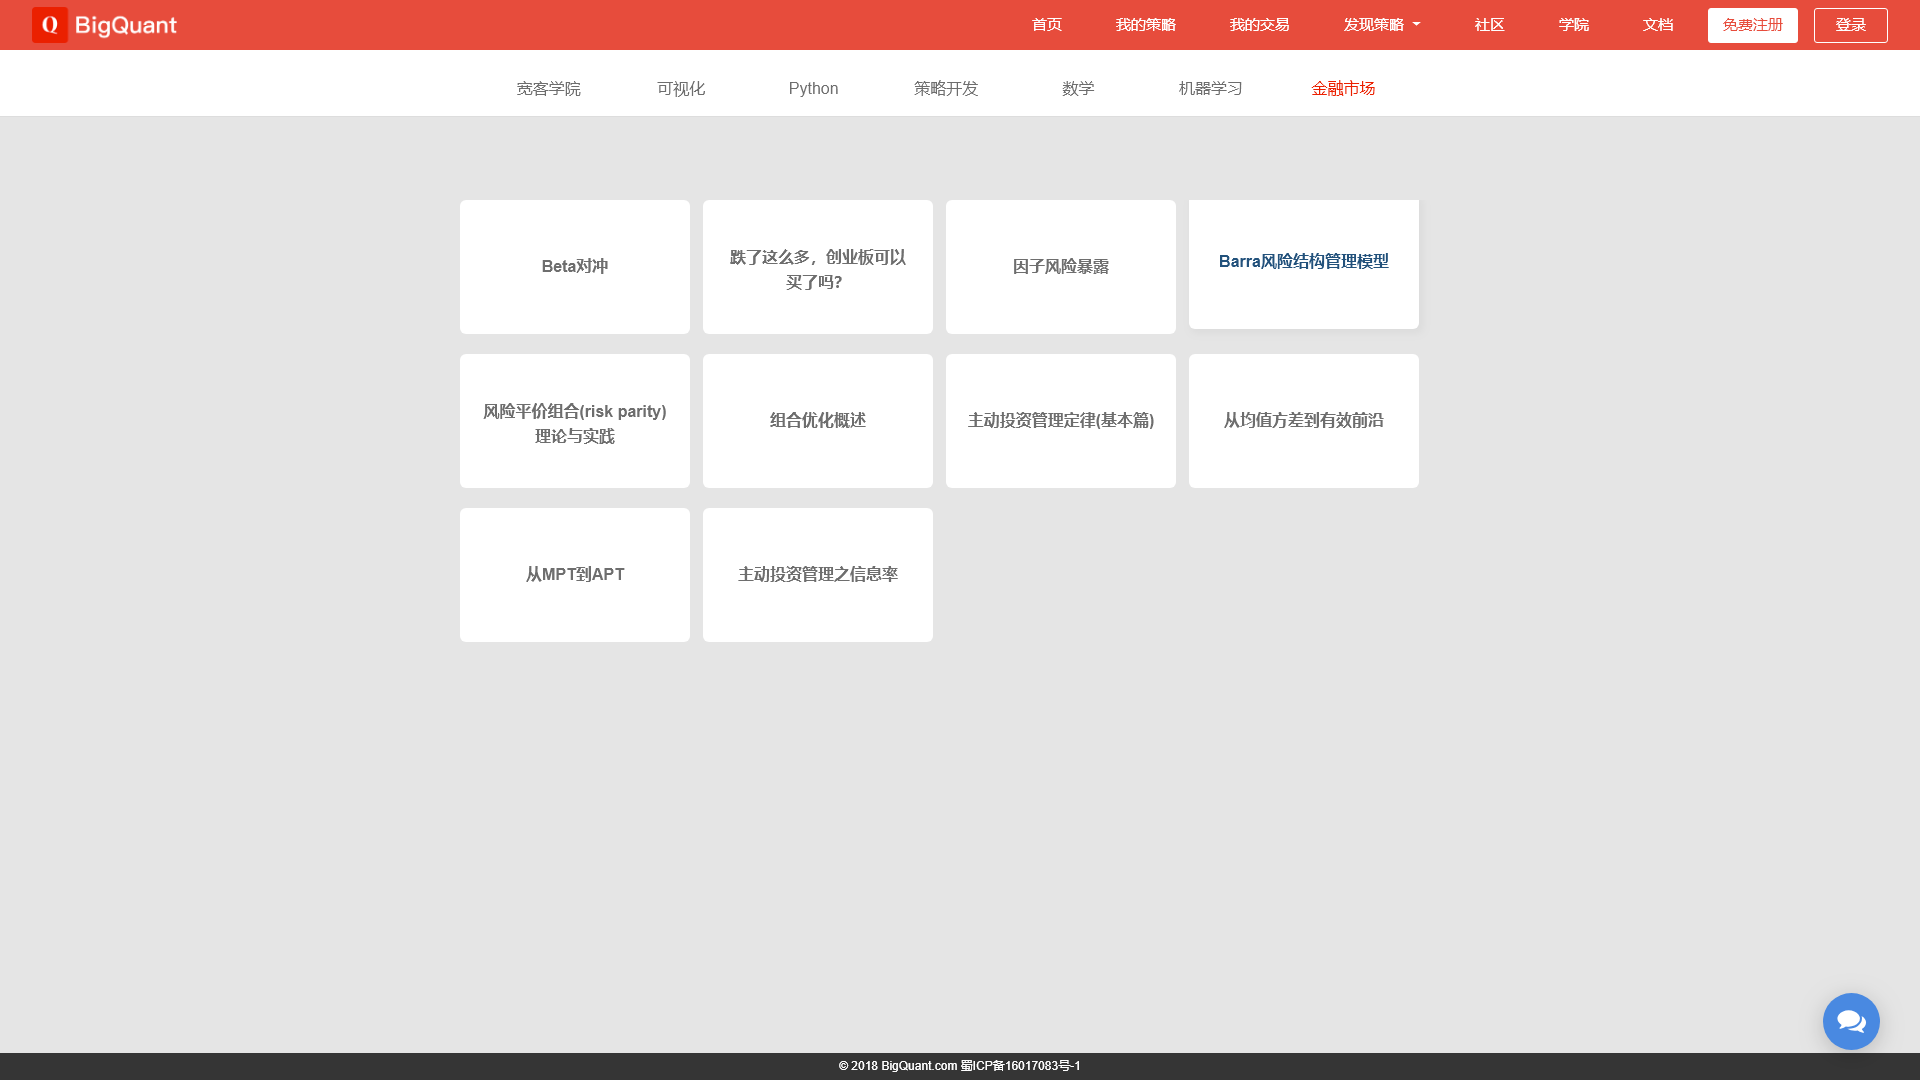 Q BigQuant
首页 我的策略 我的交易 发现策略 社区 学院 文档 免费注册 登录
宽客学院 可视化 Python 策略开发 数学 机器学习 金融市场
Beta对冲
跌了这么多，创业板可以
买了吗?
因子风险暴露
Barra风险结构管理模型
风险平价组合(risk parity)
理论与实践
组合优化概述
主动投资管理定律(基本篇)
从均值方差到有效前沿
从MPT到APT
主动投资管理之信息率
© 2018 BigQuant.com 蜀ICP备16017083号-1